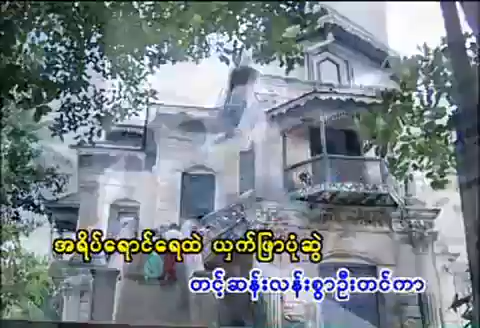 အရိပ်ရောင်ရေထဲ ယှက်ဖြာပုံဆွဲ
တင့်ဆန်းလန်းစွာဦးတင်ကာ